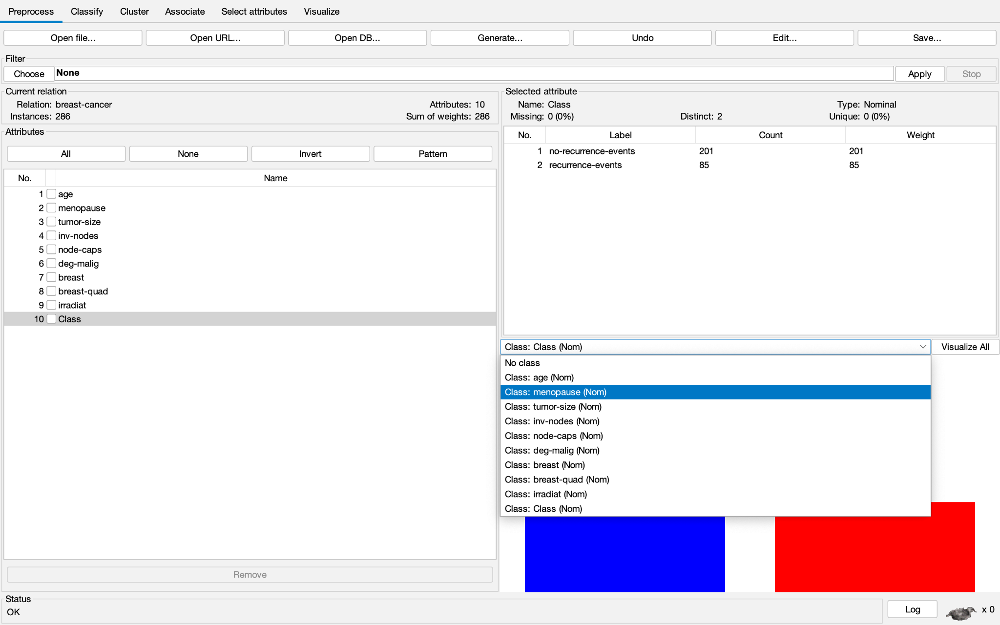 Preprocess Classify Cluster Associate Select attributes Visualize
Open file... Open URL... Open DB... Generate... Undo Edit... Save...
Filter
Choose None Apply Stop
Current relation
Relation: breast-cancer Attributes: 10
Instances: 286 Sum of weights: 286
Attributes
All None Invert Pattern
No. Name
1 age
2 menopause
3 tumor-size
4 inv-nodes
5 node-caps
6 deg-malig
7 breast
8 breast-quad
9 irradiat
10 Class
Remove
Selected attribute
Name: Class Type: Nominal
Missing: 0 (0%) Distinct: 2 Unique: 0 (0%)
No. Label Count Weight
1 no-recurrence-events 201 201
2 recurrence-events 85 85
Class: Class (Nom) Visualize All
No class
Class: age (Nom)
Class: menopause (Nom)
Class: tumor-size (Nom)
Class: inv-nodes (Nom)
Class: node-caps (Nom)
Class: deg-malig (Nom)
Class: breast (Nom)
Class: breast-quad (Nom)
Class: irradiat (Nom)
Class: Class (Nom)
Status
OK
Log x 0